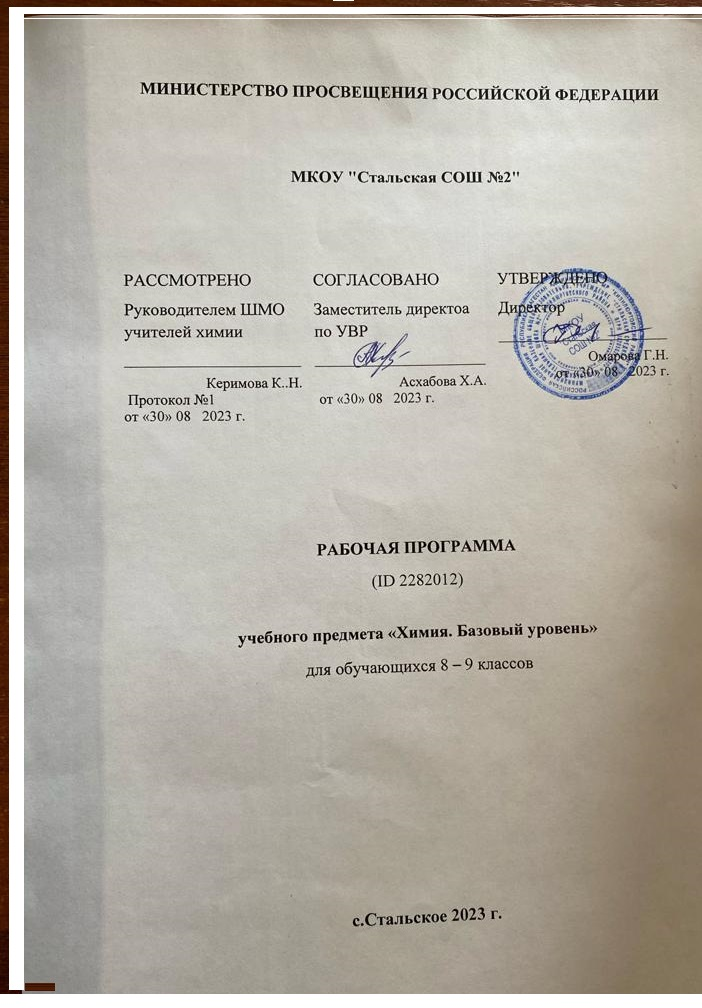 МИНИСТЕРСТВО ПРОСВЕЩЕНИЯ РОССИЙСКОЙ ФЕДЕРАЦИИ
МКОУ "Стальская СОШ №2"
РАССМОТРЕНО
Руководителем ШМО
учителей химии
Керимова К..Н.
Протокол №1
от «30» 08 2023 г.
СОГЛАСОВАНО
Заместитель директоа
по УВР
Асхабова Х.А.
от «30» 08 2023 г.
УТВЕРЖДЕНО
Директор
Омарова Г.Н.
от «30» 08 2023 г.
РАБОЧАЯ ПРОГРАММА
(ID 2282012)
учебного предмета «Химия. Базовый уровень»
для обучающихся 8 – 9 классов
с.Стальское 2023 г.